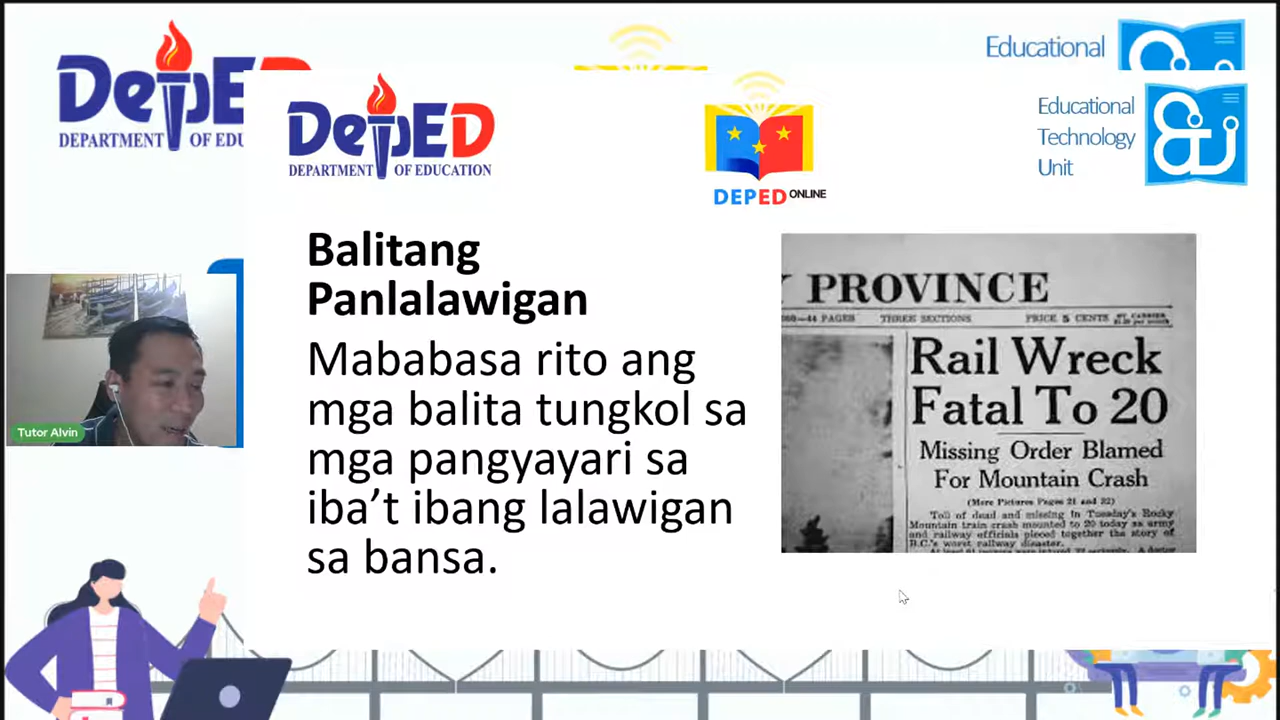 DepE
DEPARTMENT OF EDU
Educational
DepED
DEPARTMENT OF EDUCATION
DEPED ONLINE
Educational
Technology
Unit
Balitang
Panlalawigan
Mababasa rito ang
mga balita tungkol sa
mga pangyayari sa
iba’t ibang lalawigan
sa bansa.
Y PROVINCE
44 PAGES THREE SECTIONS PRICE 5 CENTS
Rail Wreck
Fatal To 20
Missing Order Blamed
For Mountain Crash
(More Pictures Pages 21 and 22)
Toll of dead and missing in Tuesday's Rocky
Mountain train crash mounted to 20 today as army
and railway officials pieced together the story of
B.C.'s worst railway disaster.
Tutor Alvin